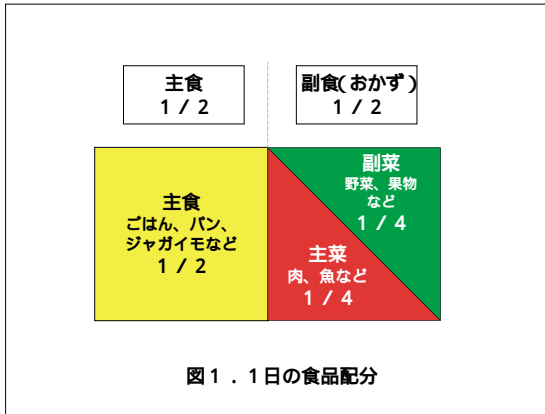 主食
1 / 2
副食(おかず)
1 / 2
主食
ごはん、パン、
ジャガイモなど
1 / 2
副菜
野菜、果物
など
1 / 4
主菜
肉、魚など
1 / 4
図1．1日の食品配分